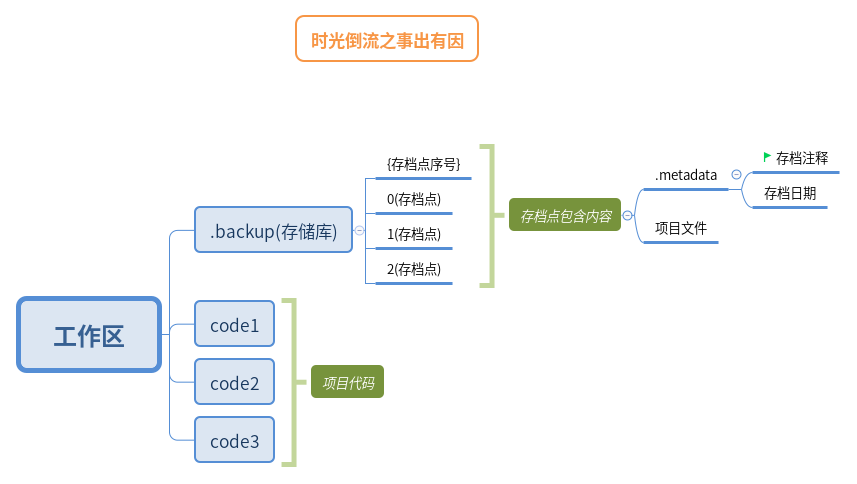 时光倒流之事出有因
工作区
.backup(存储库)
{存档点序号}
0(存档点)
1(存档点)
2(存档点)
存档点包含内容
.metadata
存档注释
存档日期
项目文件
code1
code2
code3
项目代码